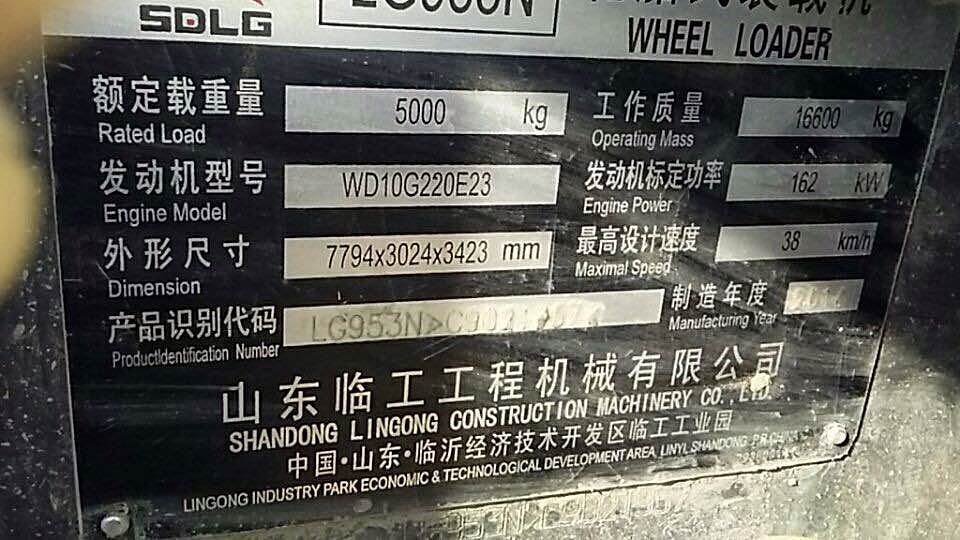 SDLG
WHEEL LOADER
额定载重量 5000 kg 工作质量 16600 kg
Rated Load Operating Mass
发动机型号 WD10G220E23 发动机标定功率 162 kW
Engine Model Engine Power
外形尺寸 7794x3024x3423 mm 最高设计速度 38 km/h
Dimension Maximal Speed
产品识别代码 LG953N 制造年度
ProductIdentification Number Manufacturing Year
山东临工工程机械有限公司
SHANDONG LINGONG CONSTRUCTION MACHINERY CO., LTD.
中国·山东·临沂经济技术开发区临工工业园
LINGONG INDUSTRY PARK ECONOMIC & TECHNOLOGICAL DEVELOPMENT AREA, LINYI, SHANDONG, P.R.CHINA